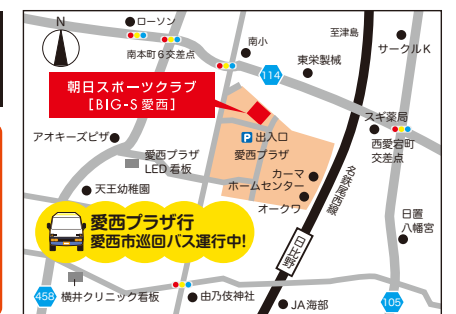 N
ローソン
至津島
南小
サークルK
南本町6交差点
東栄製械
114
朝日スポーツクラブ
［BIG-S 愛西］
スギ薬局
アオキーズピザ
P 出入口
西愛宕町
交差点
愛西プラザ
LED 看板
愛西プラザ
カーマ
ホームセンター
名鉄尾西線
天王幼稚園
オークワ
愛西プラザ行
愛西市巡回バス運行中!
日置
八幡宮
日比野
458
横井クリニック看板
由乃伎神社
JA海部
105